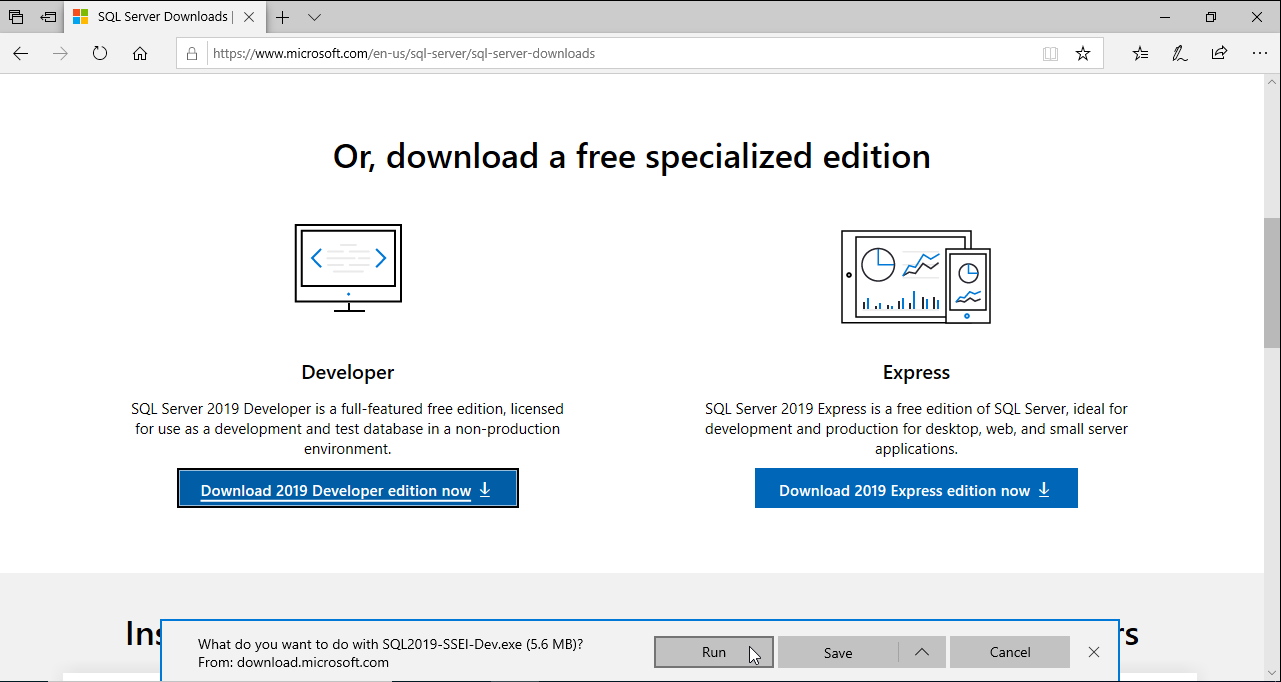 SQL Server Downloads |
https://www.microsoft.com/en-us/sql-server/sql-server-downloads
Or, download a free specialized edition
Developer
SQL Server 2019 Developer is a full-featured free edition, licensed
for use as a development and test database in a non-production
environment.
Download 2019 Developer edition now
Express
SQL Server 2019 Express is a free edition of SQL Server, ideal for
development and production for desktop, web, and small server
applications.
Download 2019 Express edition now
What do you want to do with SQL2019-SSEI-Dev.exe (5.6 MB)?
From: download.microsoft.com
Run
Save
Cancel